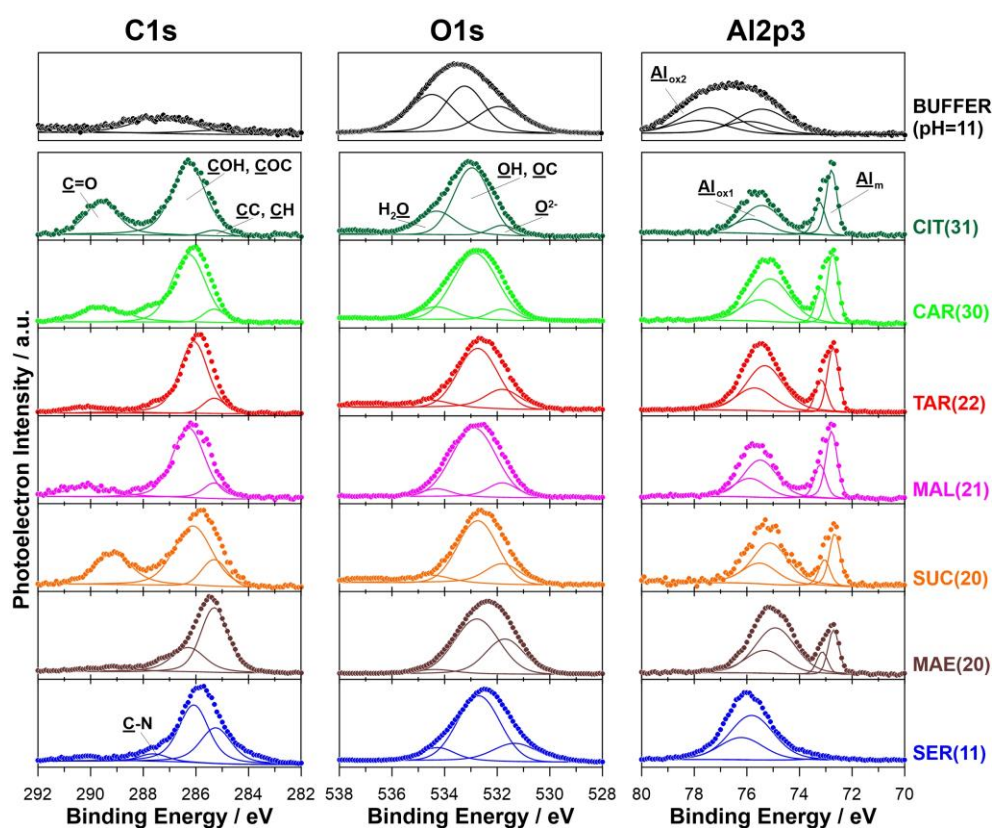 C1s
O1s
Al2p3
Al_ox2
BUFFER
(pH=11)
C=O
COH, COC
CC, CH
H2O
OH, OC
O2-
Al_ox1
Al_m
CIT(31)
CAR(30)
TAR(22)
MAL(21)
SUC(20)
MAE(20)
C-N
SER(11)
Photoelectron Intensity / a.u.
292 290 288 286 284 282
538 536 534 532 530 528
80 78 76 74 72 70
Binding Energy / eV
Binding Energy / eV
Binding Energy / eV